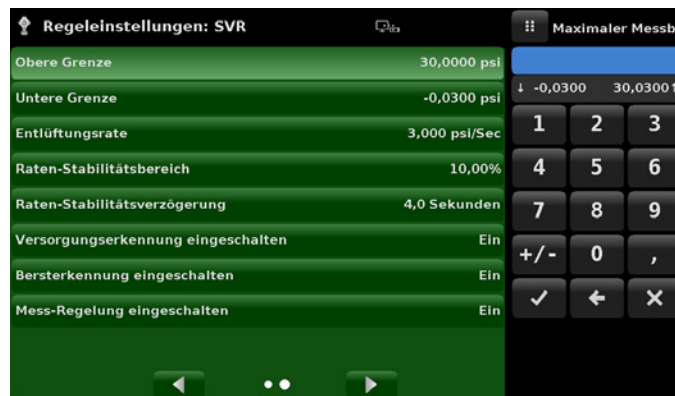 Regeleinstellungen: SVR
Obere Grenze 30,0000 psi
Untere Grenze -0,0300 psi
Entlüftungsrate 3,000 psi/Sec
Raten-Stabilitätsbereich 10,00%
Raten-Stabilitätsverzögerung 4,0 Sekunden
Versorgungserkennung eingeschalten Ein
Bersterkennung eingeschalten Ein
Mess-Regelung eingeschalten Ein
Maximaler Messb
↓ -0,0300 30,0300↑
1 2 3
4 5 6
7 8 9
+/- 0 ,